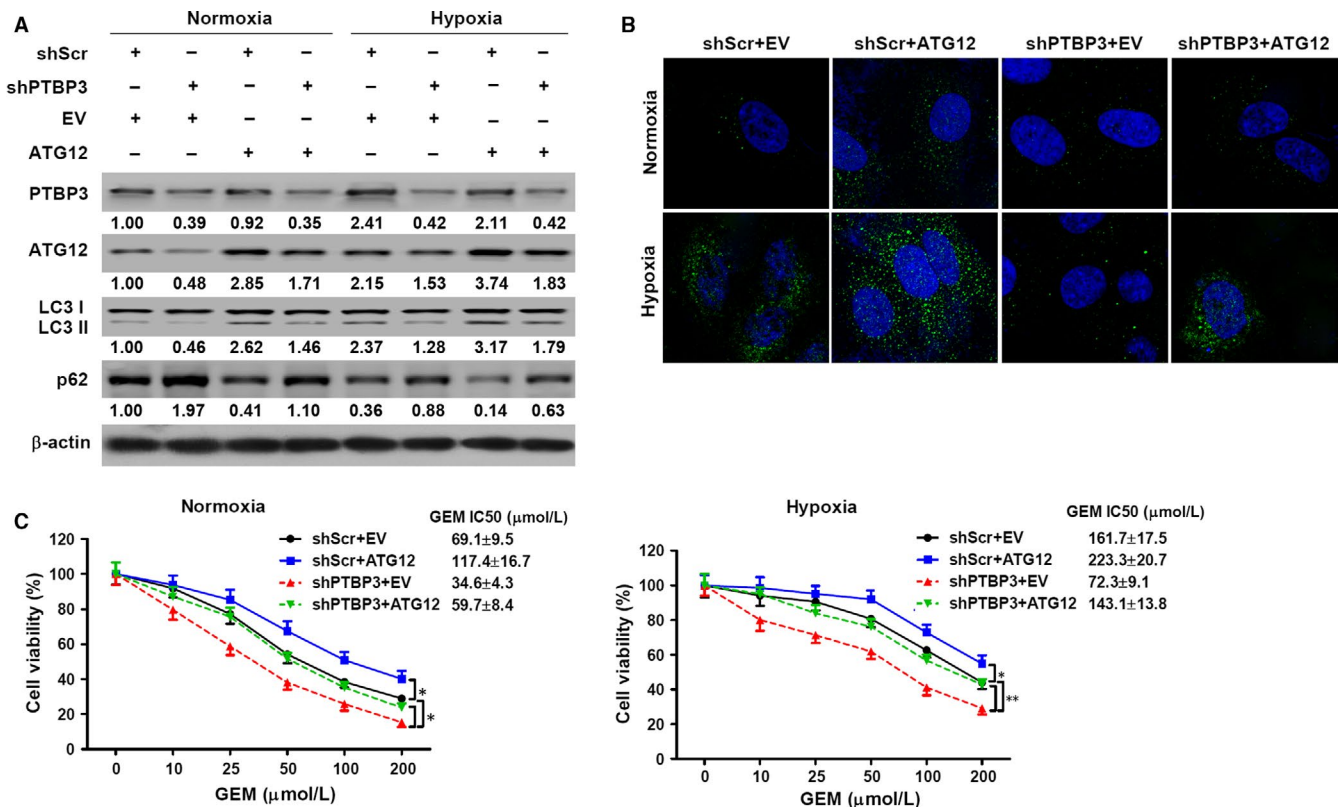 A
Normoxia Hypoxia
shScr + – + – + – + –
shPTBP3 – + – + – + – +
EV + + – – + + – –
ATG12 – – + + – – + +
PTBP3
1.00 0.39 0.92 0.35 2.41 0.42 2.11 0.42
ATG12
1.00 0.48 2.85 1.71 2.15 1.53 3.74 1.83
LC3 I
LC3 II
1.00 0.46 2.62 1.46 2.37 1.28 3.17 1.79
p62
1.00 1.97 0.41 1.10 0.36 0.88 0.14 0.63
β-actin
B
shScr+EV shScr+ATG12 shPTBP3+EV shPTBP3+ATG12
Normoxia
Hypoxia
C
Normoxia
GEM IC50 (μmol/L)
shScr+EV 69.1±9.5
shScr+ATG12 117.4±16.7
shPTBP3+EV 34.6±4.3
shPTBP3+ATG12 59.7±8.4
Cell viability (%)
120
100
80
60
40
20
0
*
*
0 10 25 50 100 200
GEM (μmol/L)
Hypoxia
GEM IC50 (μmol/L)
shScr+EV 161.7±17.5
shScr+ATG12 223.3±20.7
shPTBP3+EV 72.3±9.1
shPTBP3+ATG12 143.1±13.8
Cell viability (%)
120
100
80
60
40
20
0
*
**
0 10 25 50 100 200
GEM (μmol/L)